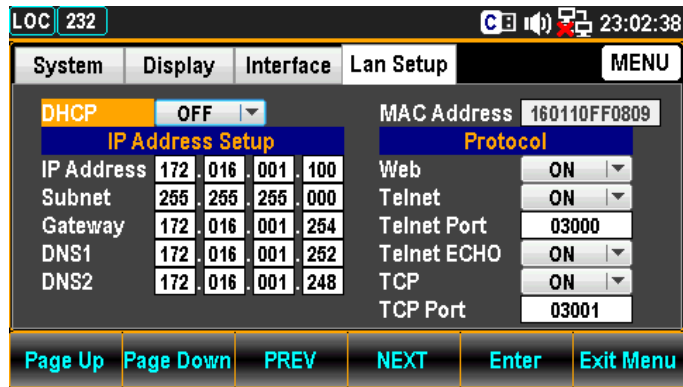 LOC 232 C 23:02:38
System Display Interface Lan Setup MENU
DHCP OFF MAC Address 160110FF0809
IP Address Setup Protocol
IP Address 172 . 016 . 001 . 100 Web ON
Subnet 255 . 255 . 255 . 000 Telnet ON
Gateway 172 . 016 . 001 . 254 Telnet Port 03000
DNS1 172 . 016 . 001 . 252 Telnet ECHO ON
DNS2 172 . 016 . 001 . 248 TCP ON
TCP Port 03001
Page Up Page Down PREV NEXT Enter Exit Menu